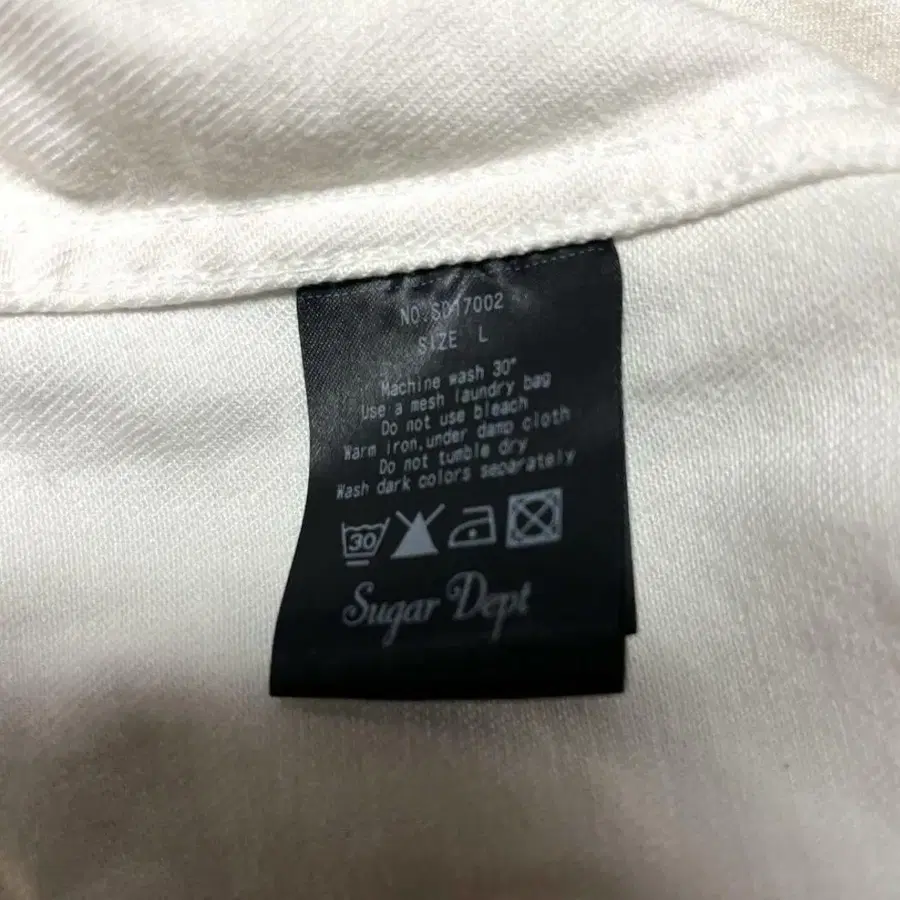 NO.SD17002
SIZE L
Machine wash 30°
Use a mesh laundry bag
Do not use bleach
Warm iron,under damp cloth
Do not tumble dry
Wash dark colors separately
30
Sugar Dept